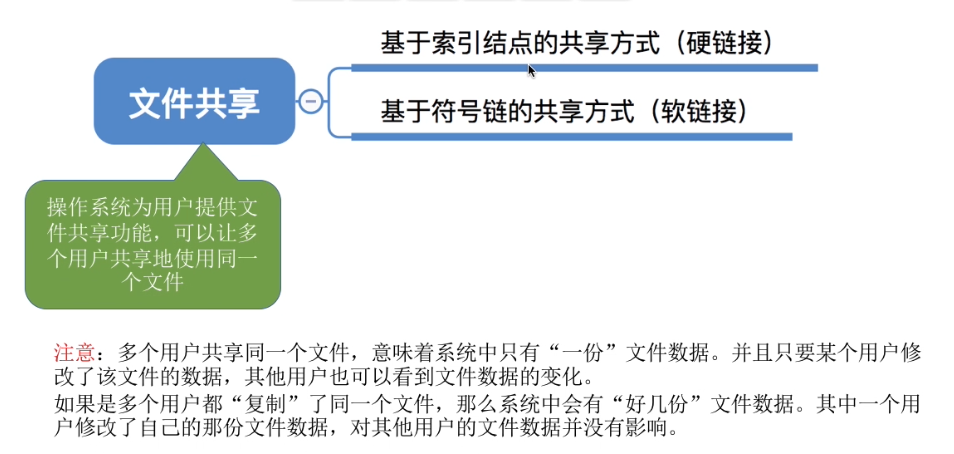 基于索引结点的共享方式（硬链接）
文件共享
基于符号链的共享方式（软链接）
操作系统为用户提供文
件共享功能，可以让多
个用户共享地使用同一
个文件
注意：多个用户共享同一个文件，意味着系统中只有“一份”文件数据。并且只要某个用户修
改了该文件的数据，其他用户也可以看到文件数据的变化。
如果是多个用户都“复制”了同一个文件，那么系统中会有“好几份”文件数据。其中一个用
户修改了自己的那份文件数据，对其他用户的文件数据并没有影响。